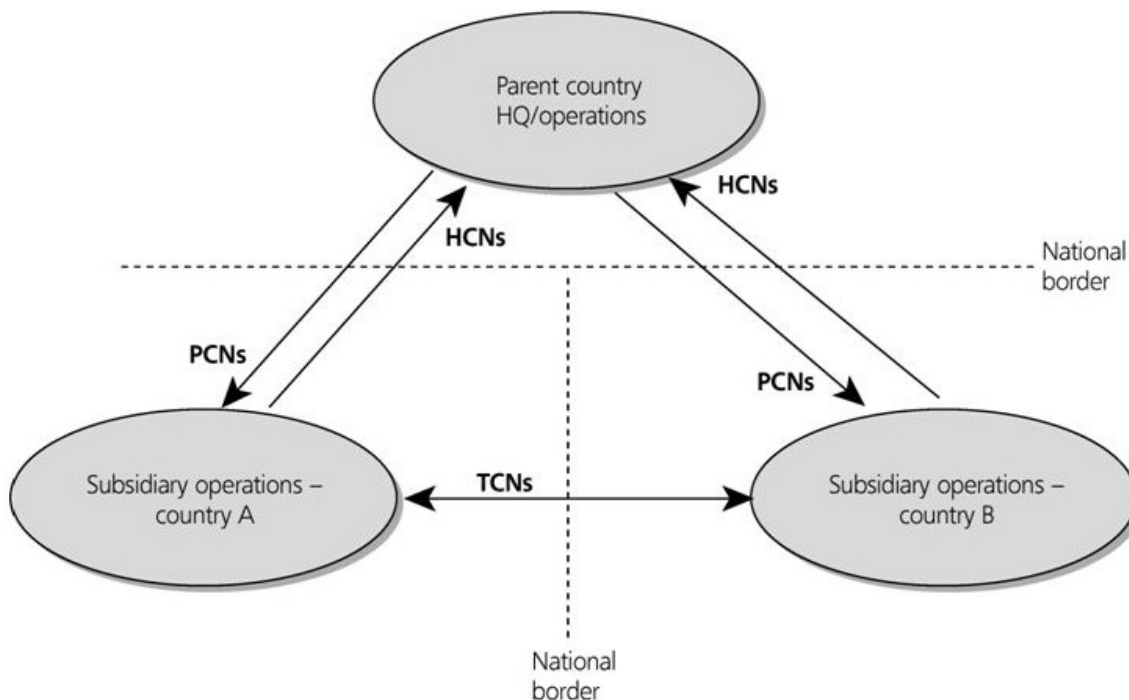 Parent country
HQ/operations
HCNs
HCNs
National
border
PCNs
PCNs
Subsidiary operations –
country A
TCNs
Subsidiary operations –
country B
National
border